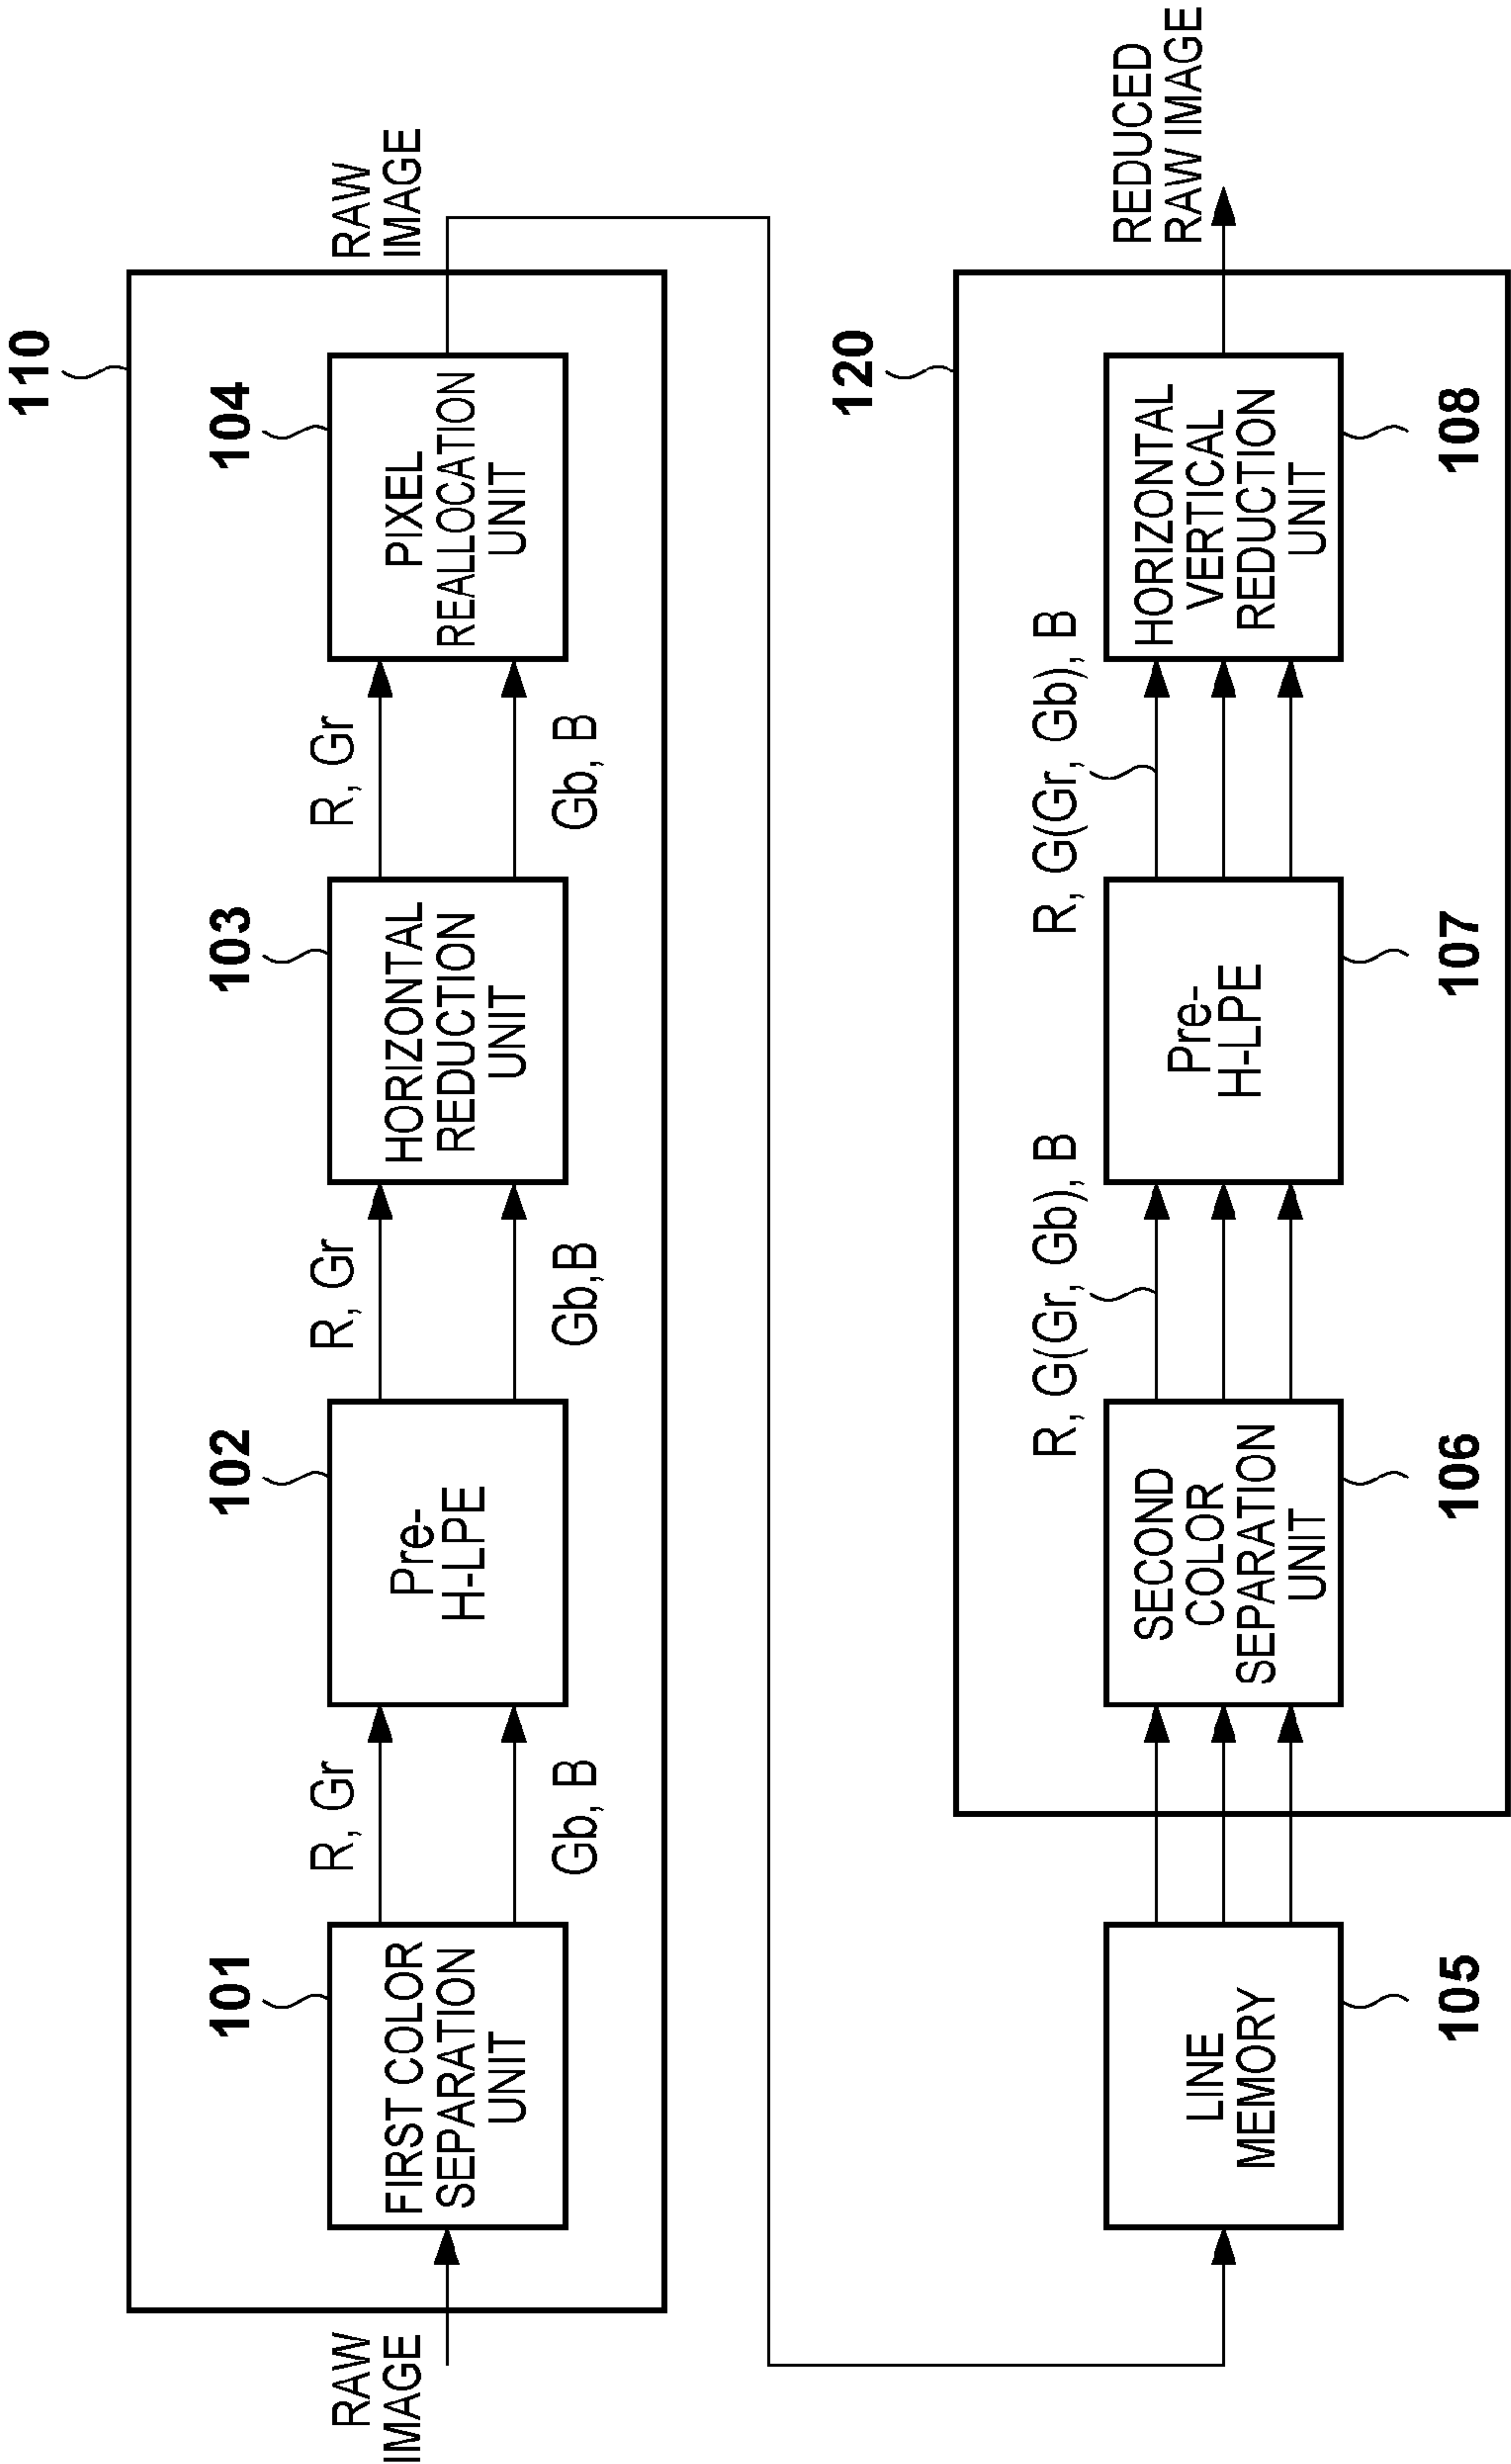 110
RAW
IMAGE
101
FIRST COLOR
SEPARATION
UNIT
R, Gr
Gb, B
102
Pre-
H-LPE
R, Gr
Gb,B
103
HORIZONTAL
REDUCTION
UNIT
R, Gr
Gb, B
104
PIXEL
REALLOCATION
UNIT
RAW
IMAGE
120
LINE
MEMORY
105
SECOND
COLOR
SEPARATION
UNIT
106
R, G(Gr, Gb), B
Pre-
H-LPE
107
R, G(Gr, Gb), B
HORIZONTAL
VERTICAL
REDUCTION
UNIT
108
REDUCED
RAW IMAGE